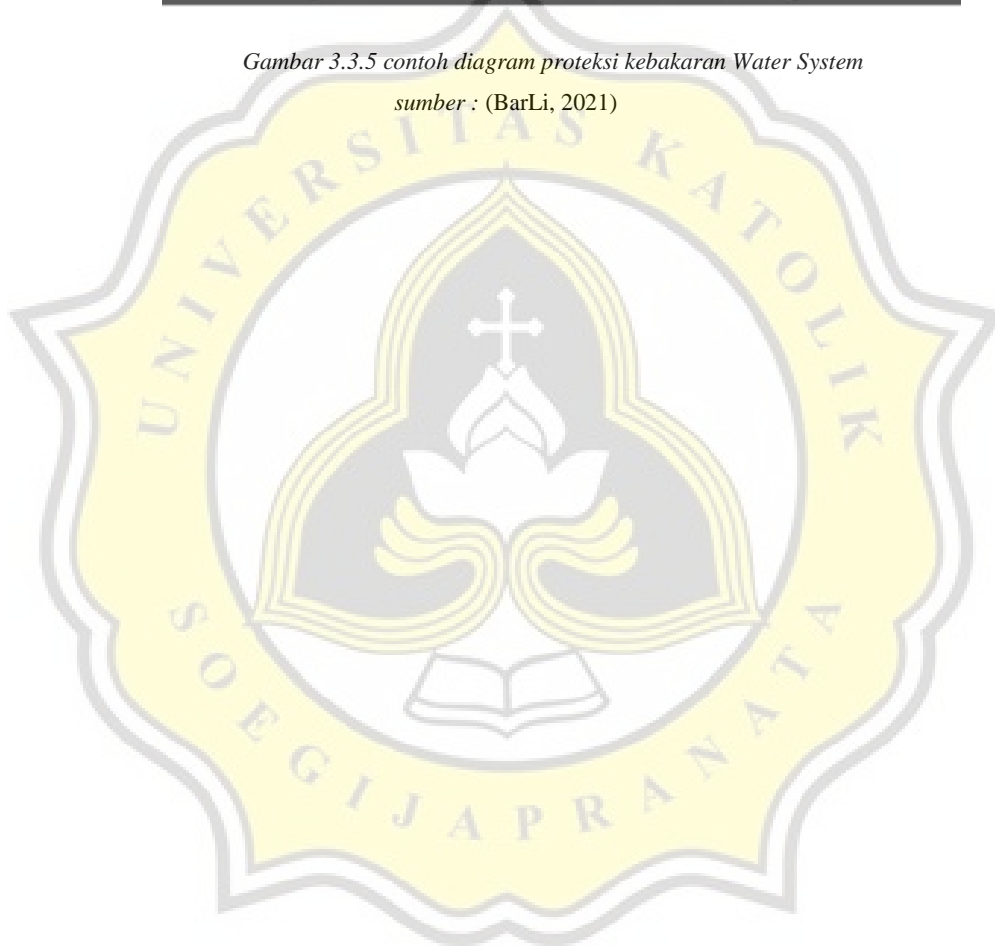 Gambar 3.3.5 contoh diagram proteksi kebakaran Water System
sumber : (BarLi, 2021)
UNIVERSITAS KATOLIK
SOEGIJAPRANATA